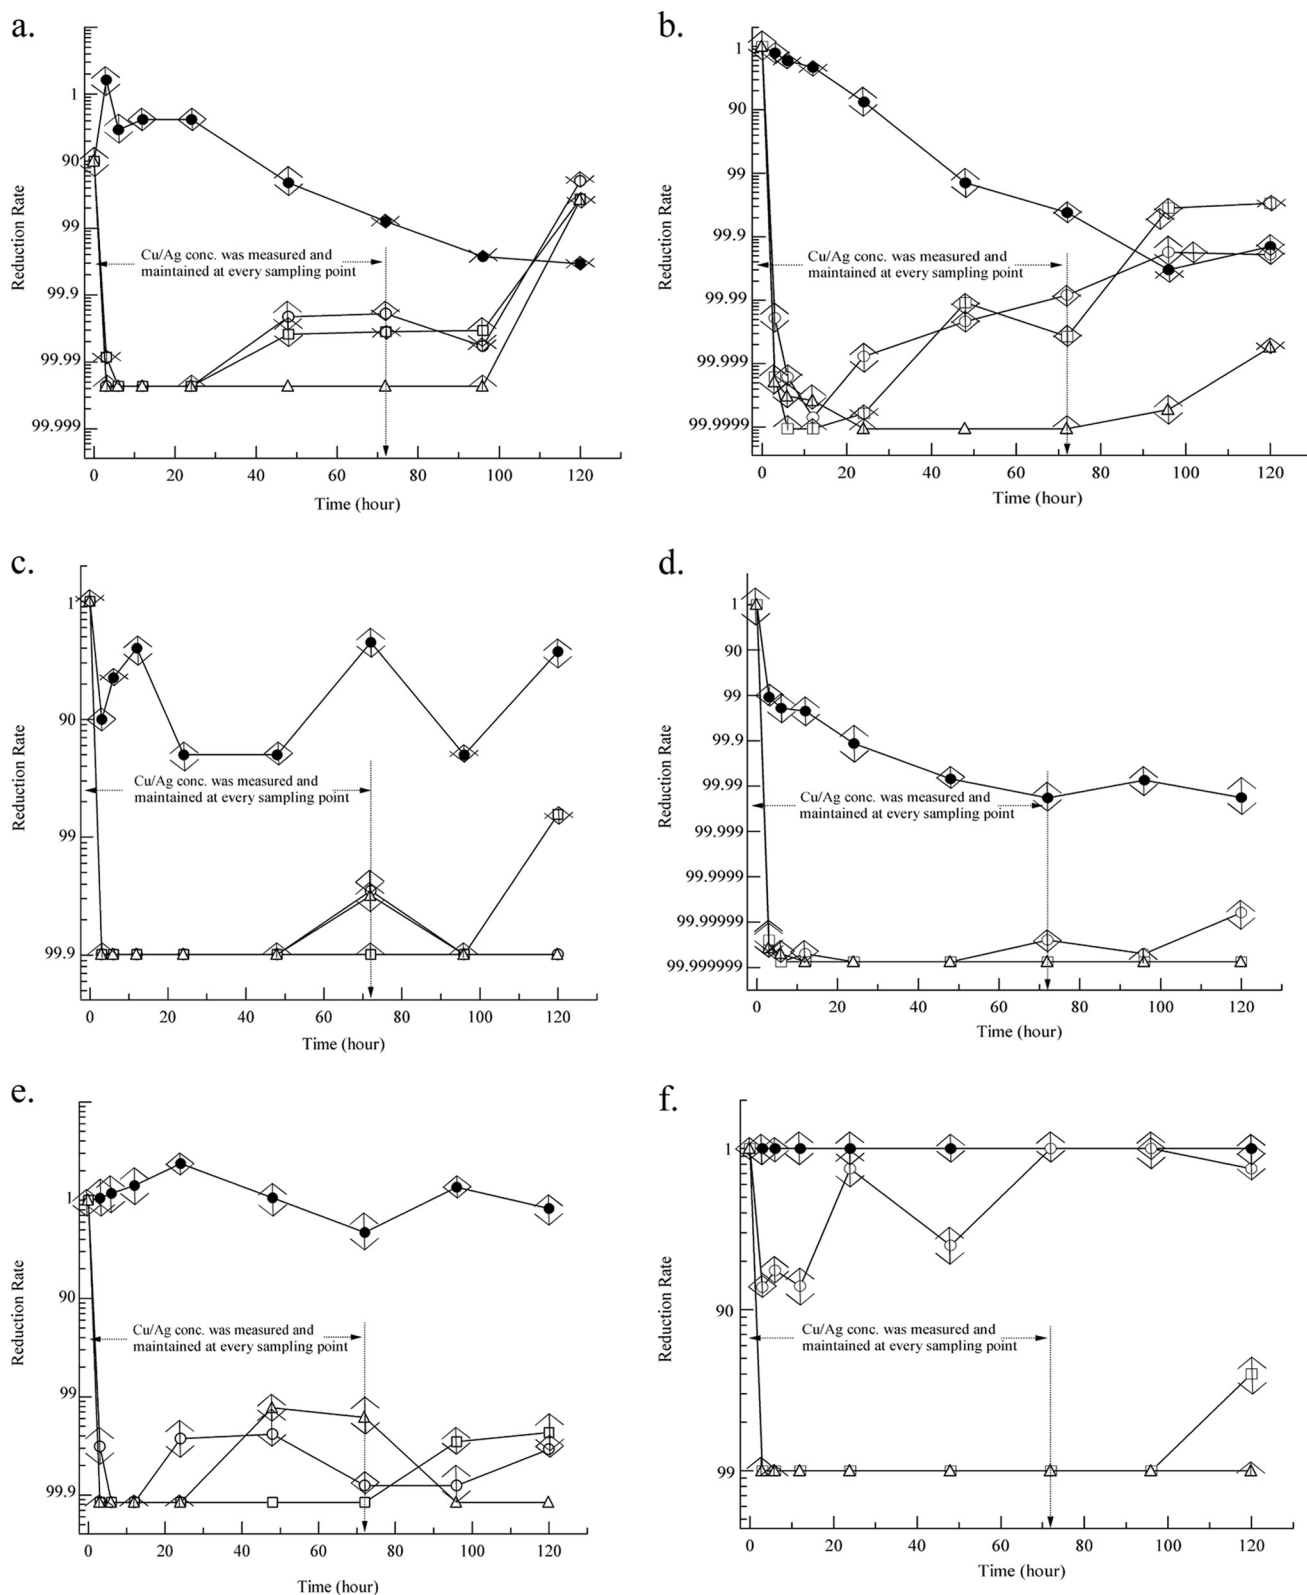 a.
Reduction Rate
1
90
99
99.9
99.99
99.999
Cu/Ag conc. was measured and
maintained at every sampling point
0 20 40 60 80 100 120
Time (hour)
b.
Reduction Rate
1
90
99
99.9
99.99
99.999
99.9999
Cu/Ag conc. was measured and
maintained at every sampling point
0 20 40 60 80 100 120
Time (hour)
c.
Reduction Rate
1
90
99
99.9
Cu/Ag conc. was measured and
maintained at every sampling point
0 20 40 60 80 100 120
Time (hour)
d.
Reduction Rate
1
90
99
99.9
99.99
99.999
99.9999
99.99999
99.999999
Cu/Ag conc. was measured and
maintained at every sampling point
0 20 40 60 80 100 120
Time (hour)
e.
Reduction Rate
1
90
99
99.9
Cu/Ag conc. was measured and
maintained at every sampling point
0 20 40 60 80 100 120
Time (hour)
f.
Reduction Rate
1
90
99
Cu/Ag conc. was measured and
maintained at every sampling point
0 20 40 60 80 100 120
Time (hour)